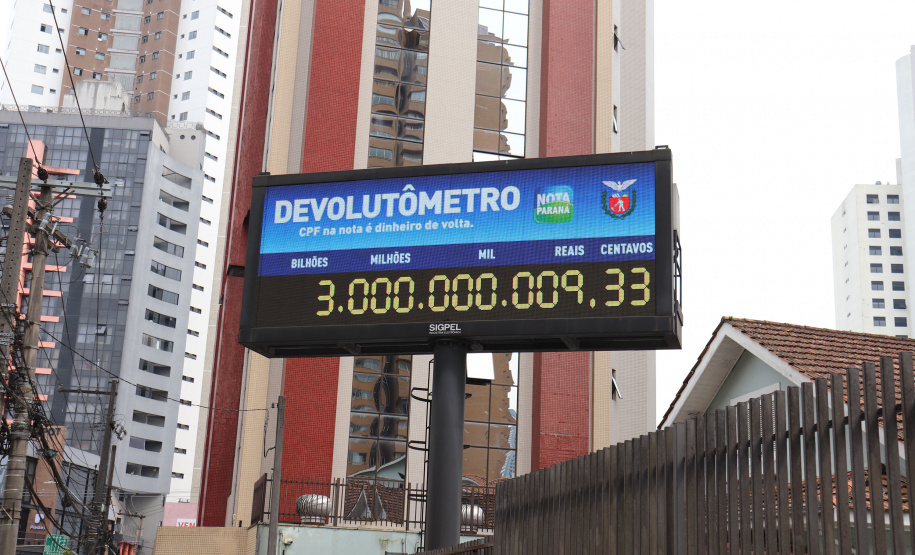 DEVOLUTÔMETRO
CPF na nota é dinheiro de volta.
NOTA
PARANÁ
BILHÕES MILHÕES MIL REAIS CENTAVOS
3.000.000.009,33
SIGPEL